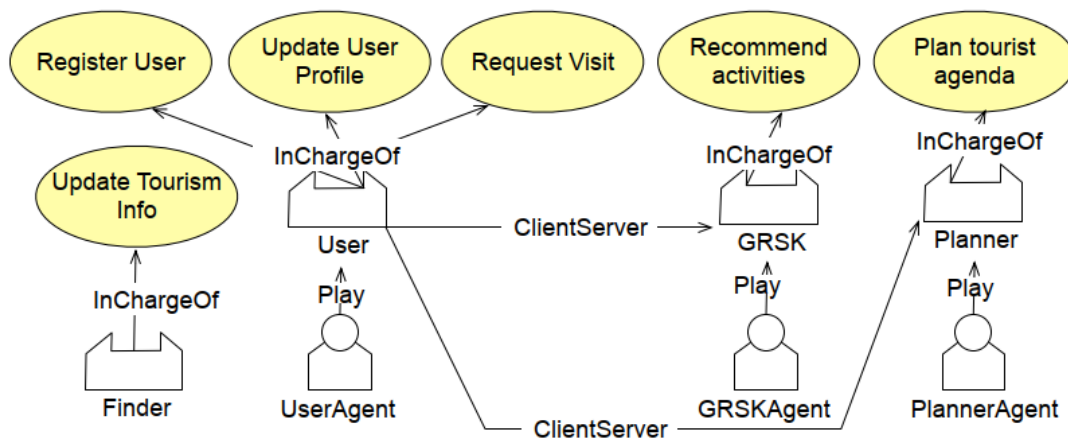 Register User
Update User
Profile
Request Visit
Recommend
activities
Plan tourist
agenda
InChargeOf
InChargeOf
InChargeOf
Update Tourism
Info
ClientServer
User
GRSK
Planner
InChargeOf
Play
Play
Play
Finder
UserAgent
GRSKAgent
PlannerAgent
ClientServer